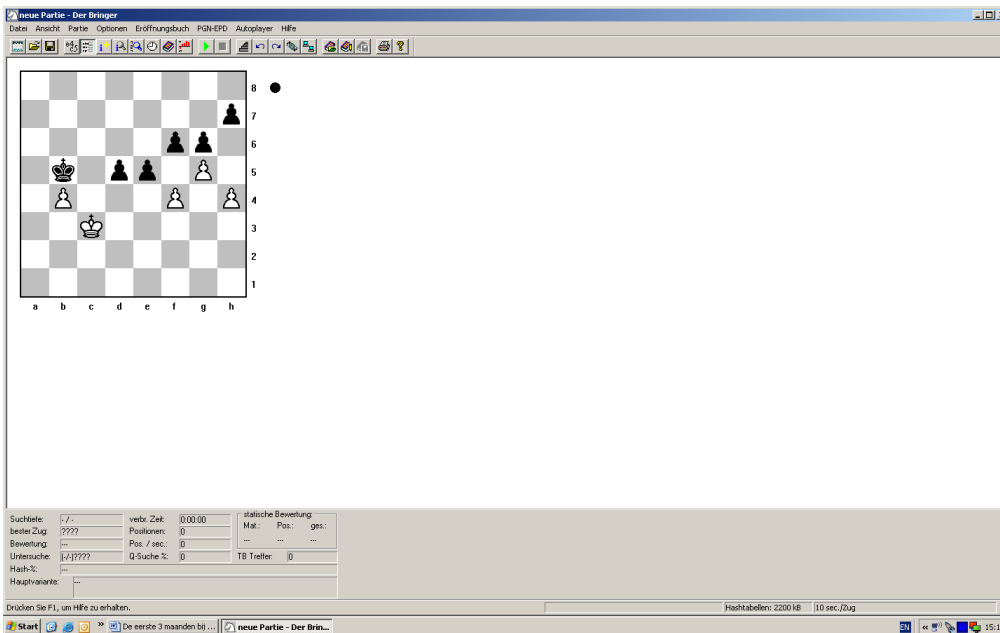 neue Partie - Der Bringer
Datei Ansicht Partie Optionen Eröffnungsbuch PGN-EPD Autoplayer Hilfe
8
7
6
5
4
3
2
1
a b c d e f g h
Suchtiefe: - / - verbr. Zeit: 0:00:00 statische Bewertung:
bester Zug: ???? Positionen: 0 Mat.: Pos.: ges.:
Bewertung: --- Pos. / sec.: 0 --- --- ---
Untersuche: (-/-)???? Q-Suche %: 0 TB Treffer: 0
Hash-%: ---
Hauptvariante: ---
Drücken Sie F1, um Hilfe zu erhalten. Hashtabellen: 2200 kB 10 sec./Zug
Start » De eerste 3 maanden bij ... neue Partie - Der Brin... EN « 15:1